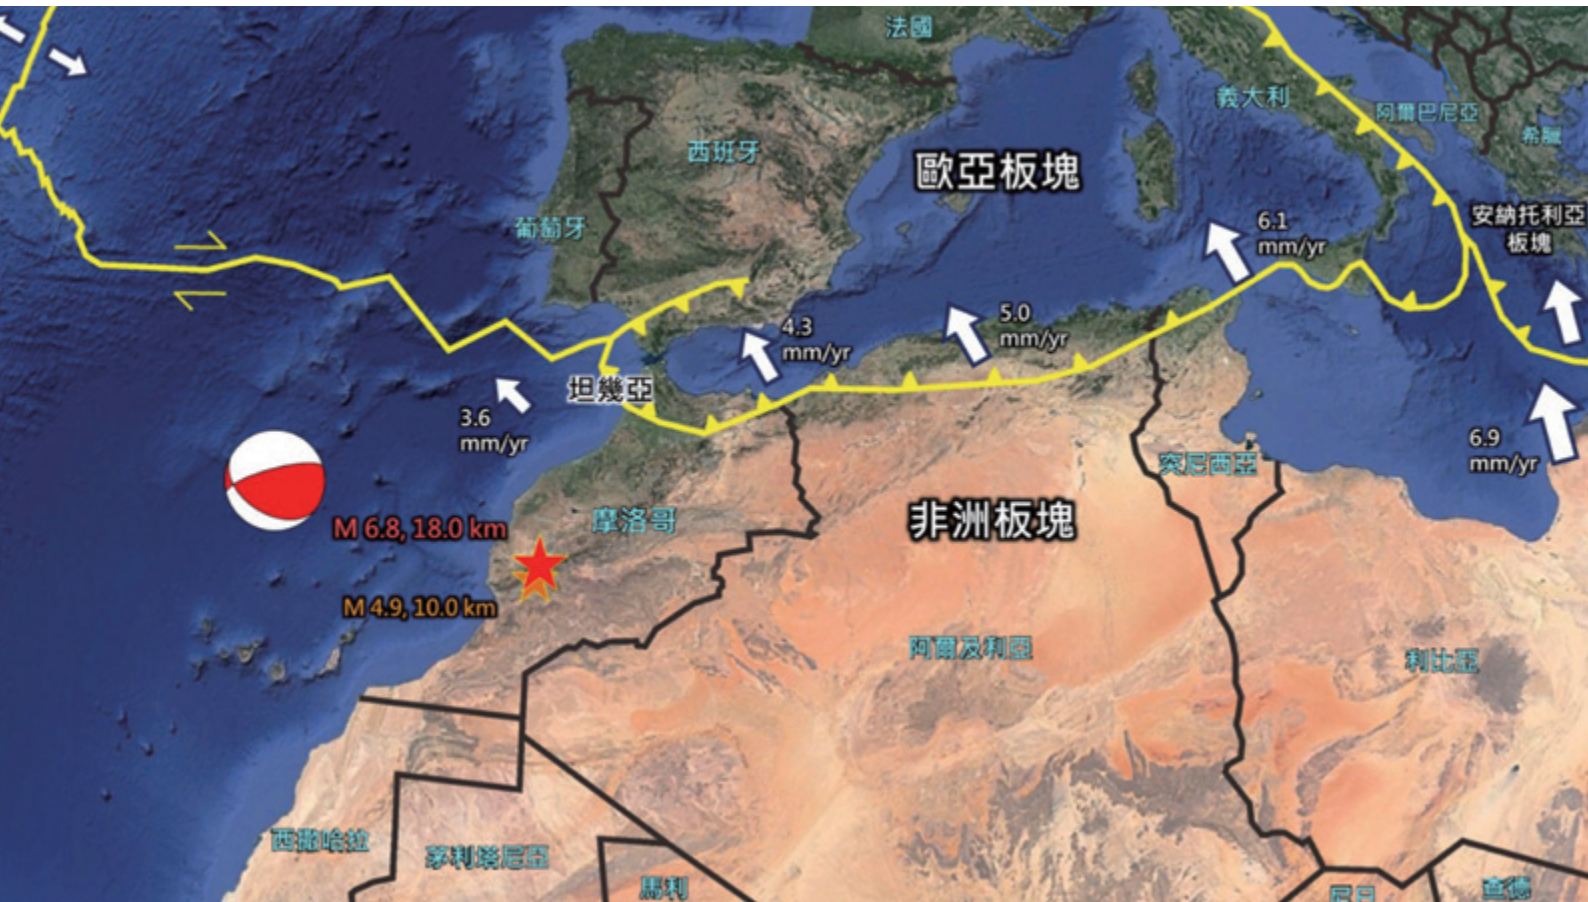 法國
義大利
阿爾巴尼亞
希臘
西班牙
歐亞板塊
葡萄牙
安納托利亞
板塊
6.1
mm/yr
4.3
mm/yr
5.0
mm/yr
坦幾亞
3.6
mm/yr
6.9
mm/yr
突尼西亞
M 6.8, 18.0 km
摩洛哥
非洲板塊
M 4.9, 10.0 km
阿爾及利亞
利比亞
西撒哈拉
茅利塔尼亞
馬利
尼日
查德